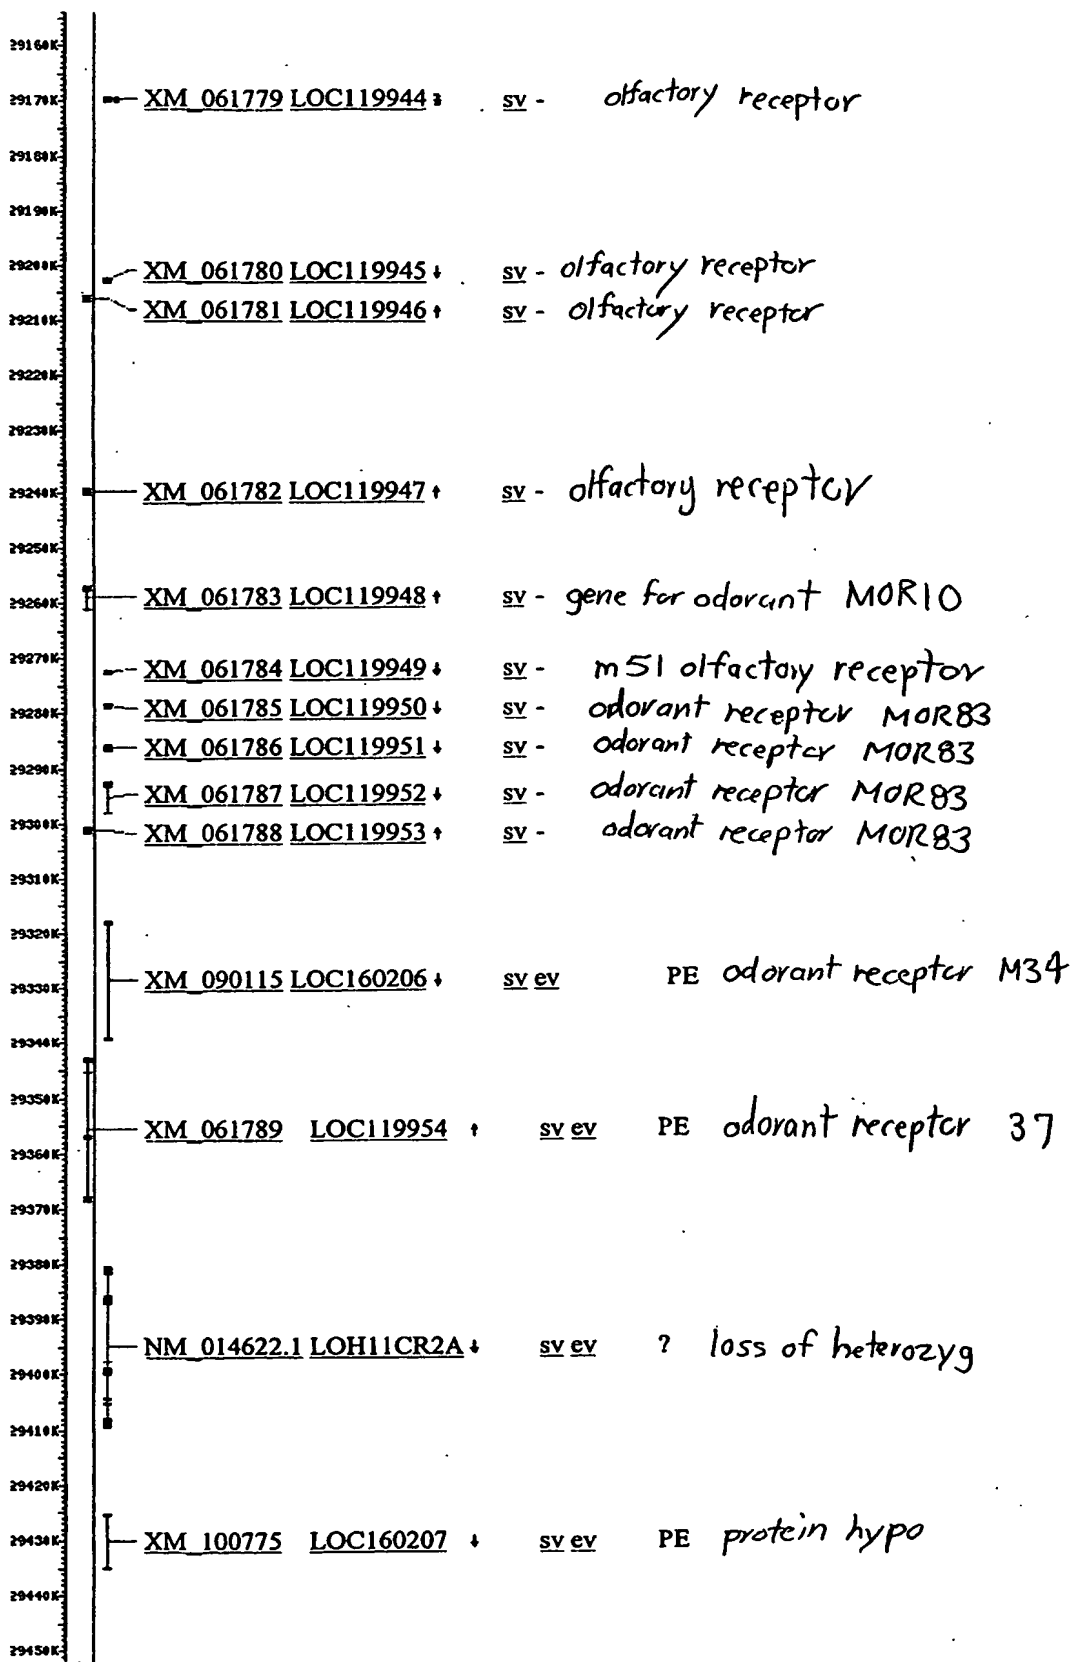 29160K
29170K
XM_061779 LOC119944 sv - olfactory receptor
29180K
29190K
29200K
XM_061780 LOC119945 ↓ sv - olfactory receptor
XM_061781 LOC119946 ↑ sv - olfactory receptor
29210K
29220K
29230K
29240K
XM_061782 LOC119947 ↑ sv - olfactory receptor
29250K
29260K
XM_061783 LOC119948 ↑ sv - gene for odorant MOR10
29270K
XM_061784 LOC119949 ↓ sv - m51 olfactory receptor
29280K
XM_061785 LOC119950 ↓ sv - odorant receptor MOR83
XM_061786 LOC119951 ↓ sv - odorant receptor MOR83
29290K
XM_061787 LOC119952 ↓ sv - odorant receptor MOR83
29300K
XM_061788 LOC119953 ↑ sv - odorant receptor MOR83
29310K
29320K
29330K
XM_090115 LOC160206 ↓ sv ev PE odorant receptor M34
29340K
29350K
XM_061789 LOC119954 ↑ sv ev PE odorant receptor 37
29360K
29370K
29380K
29390K
NM_014622.1 LOH11CR2A ↓ sv ev ? loss of heterozyg
29400K
29410K
29420K
29430K
XM_100775 LOC160207 ↓ sv ev PE protein hypo
29440K
29450K